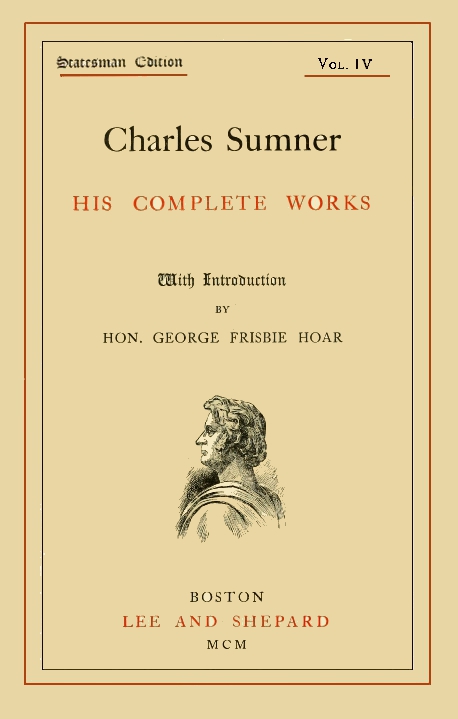 Statesman Edition
VOL. IV
Charles Sumner
HIS COMPLETE WORKS
With Introduction
BY
HON. GEORGE FRISBIE HOAR
BOSTON
LEE AND SHEPARD
MCM